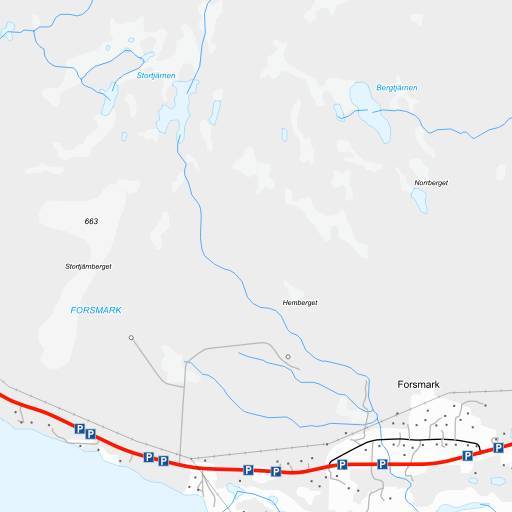 Stortjärnen
Bergtjärnen
Norrberget
663
Stortjärnberget
Hemberget
FORSMARK
Forsmark
P
P
P
P
P
P
P
P
P
P